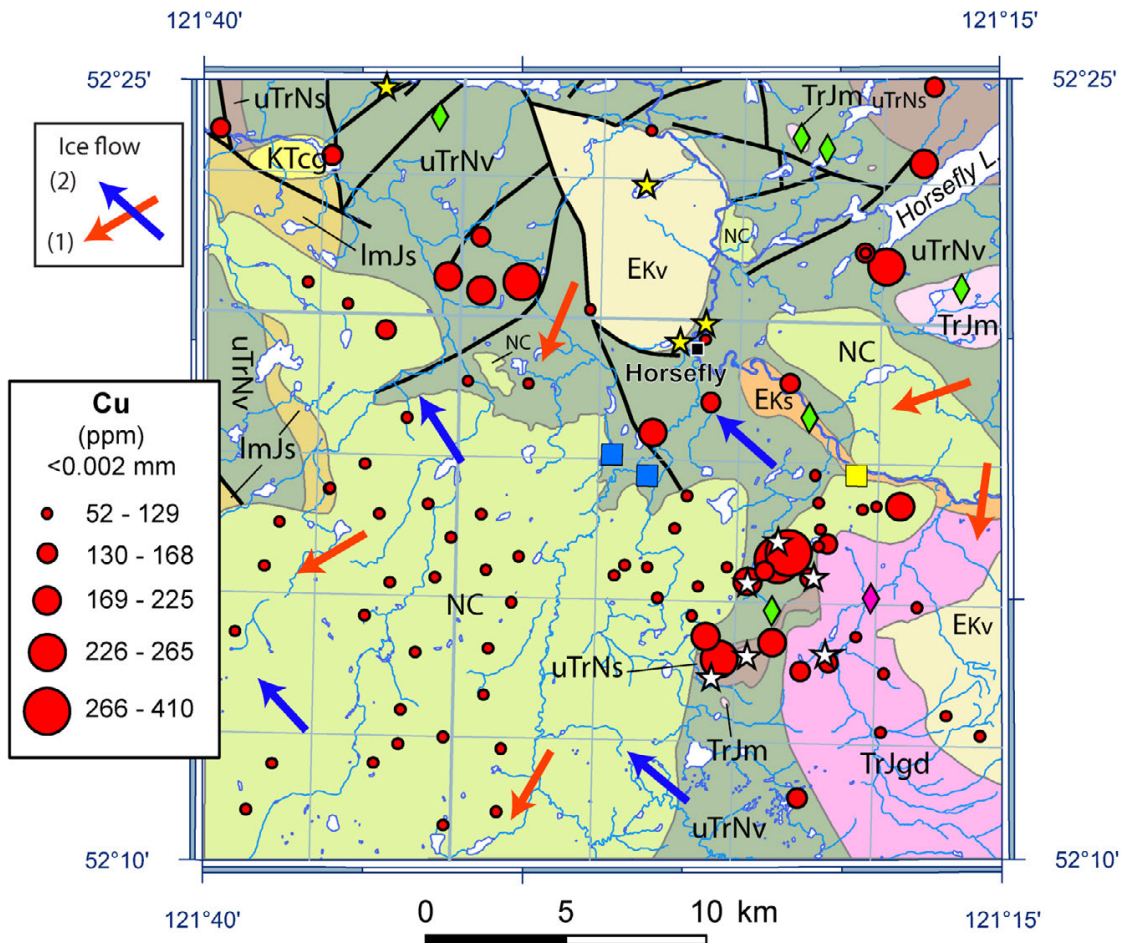 121°40'
121°15'
52°25'
52°25'
uTrNs
TrJm
uTrNs
Ice flow
(2)
(1)
KTcg
uTrNv
Horsefly L.
lmJs
NC
EKv
uTrNv
TrJm
uTrNv
NC
NC
Horsefly
EKs
lmJs
Cu
(ppm)
<0.002 mm
52 - 129
130 - 168
169 - 225
226 - 265
266 - 410
NC
EKv
uTrNs
TrJm
TrJgd
uTrNv
52°10'
52°10'
121°40'
121°15'
0 5 10 km